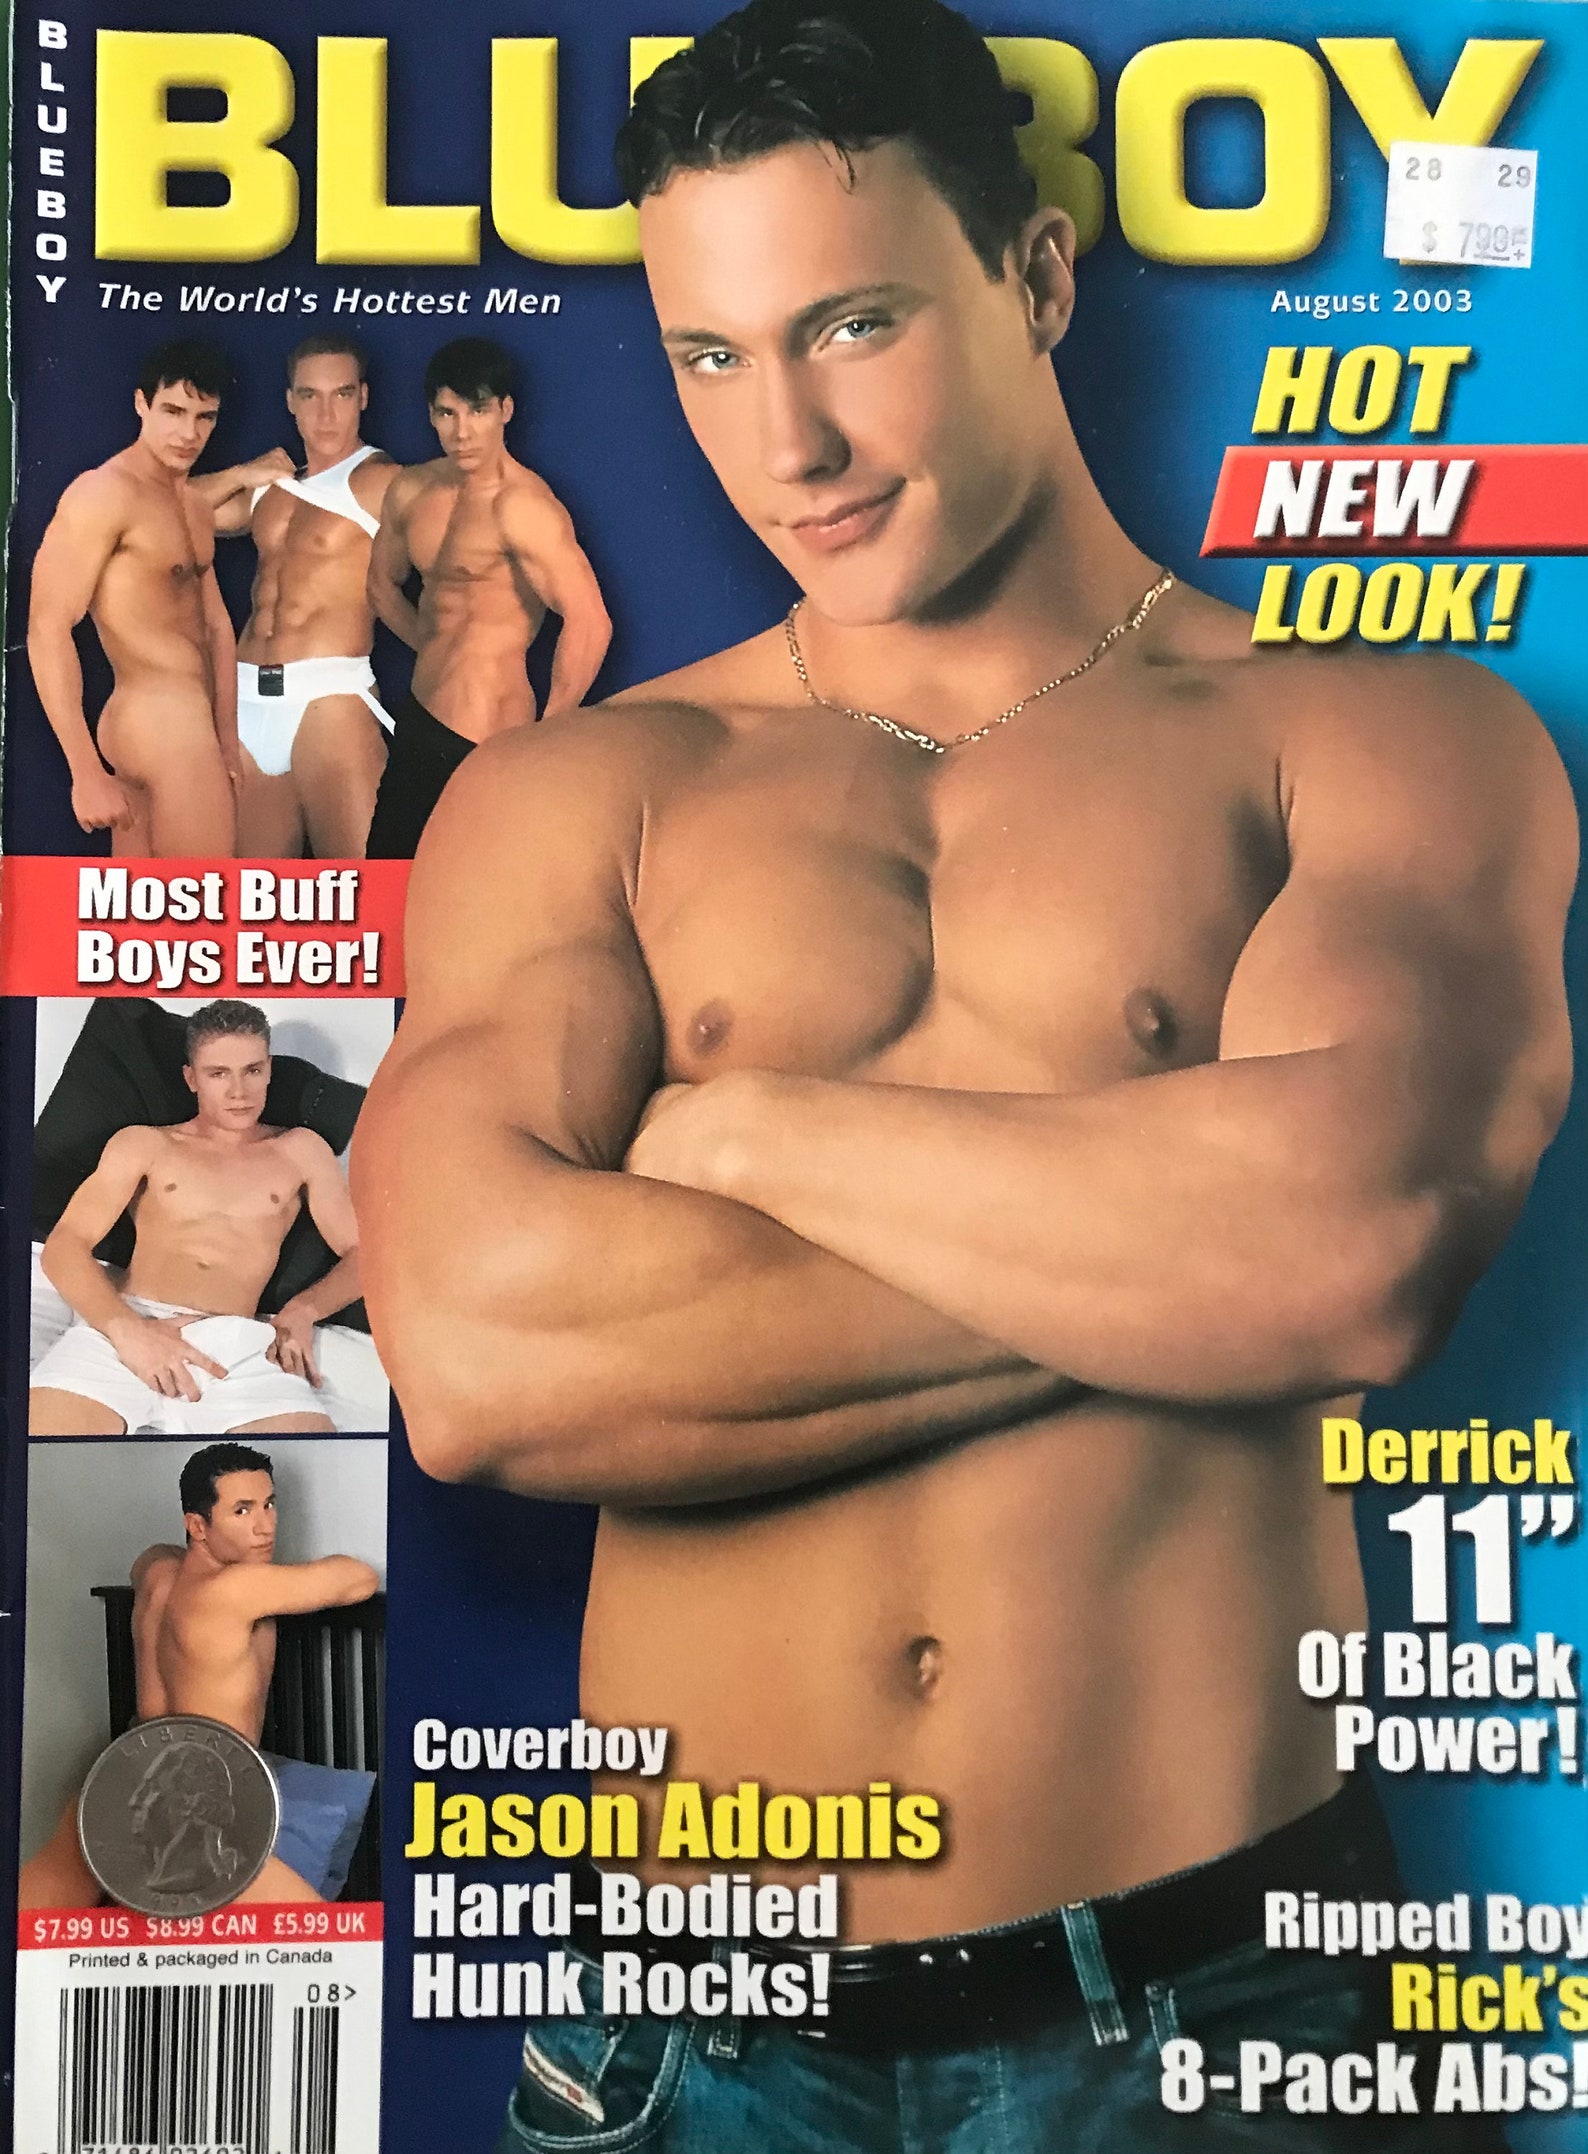 BLUEBOY
BLUEBOY
The World's Hottest Men
28 29
$ 799
August 2003
HOT
NEW
LOOK!
Most Buff
Boys Ever!
Derrick
11"
Of Black
Power!
Coverboy
Jason Adonis
Hard-Bodied
Hunk Rocks!
Ripped Boy
Rick's
8-Pack Abs!
LIBERTY
$7.99 US $8.99 CAN £5.99 UK
Printed & packaged in Canada
08>